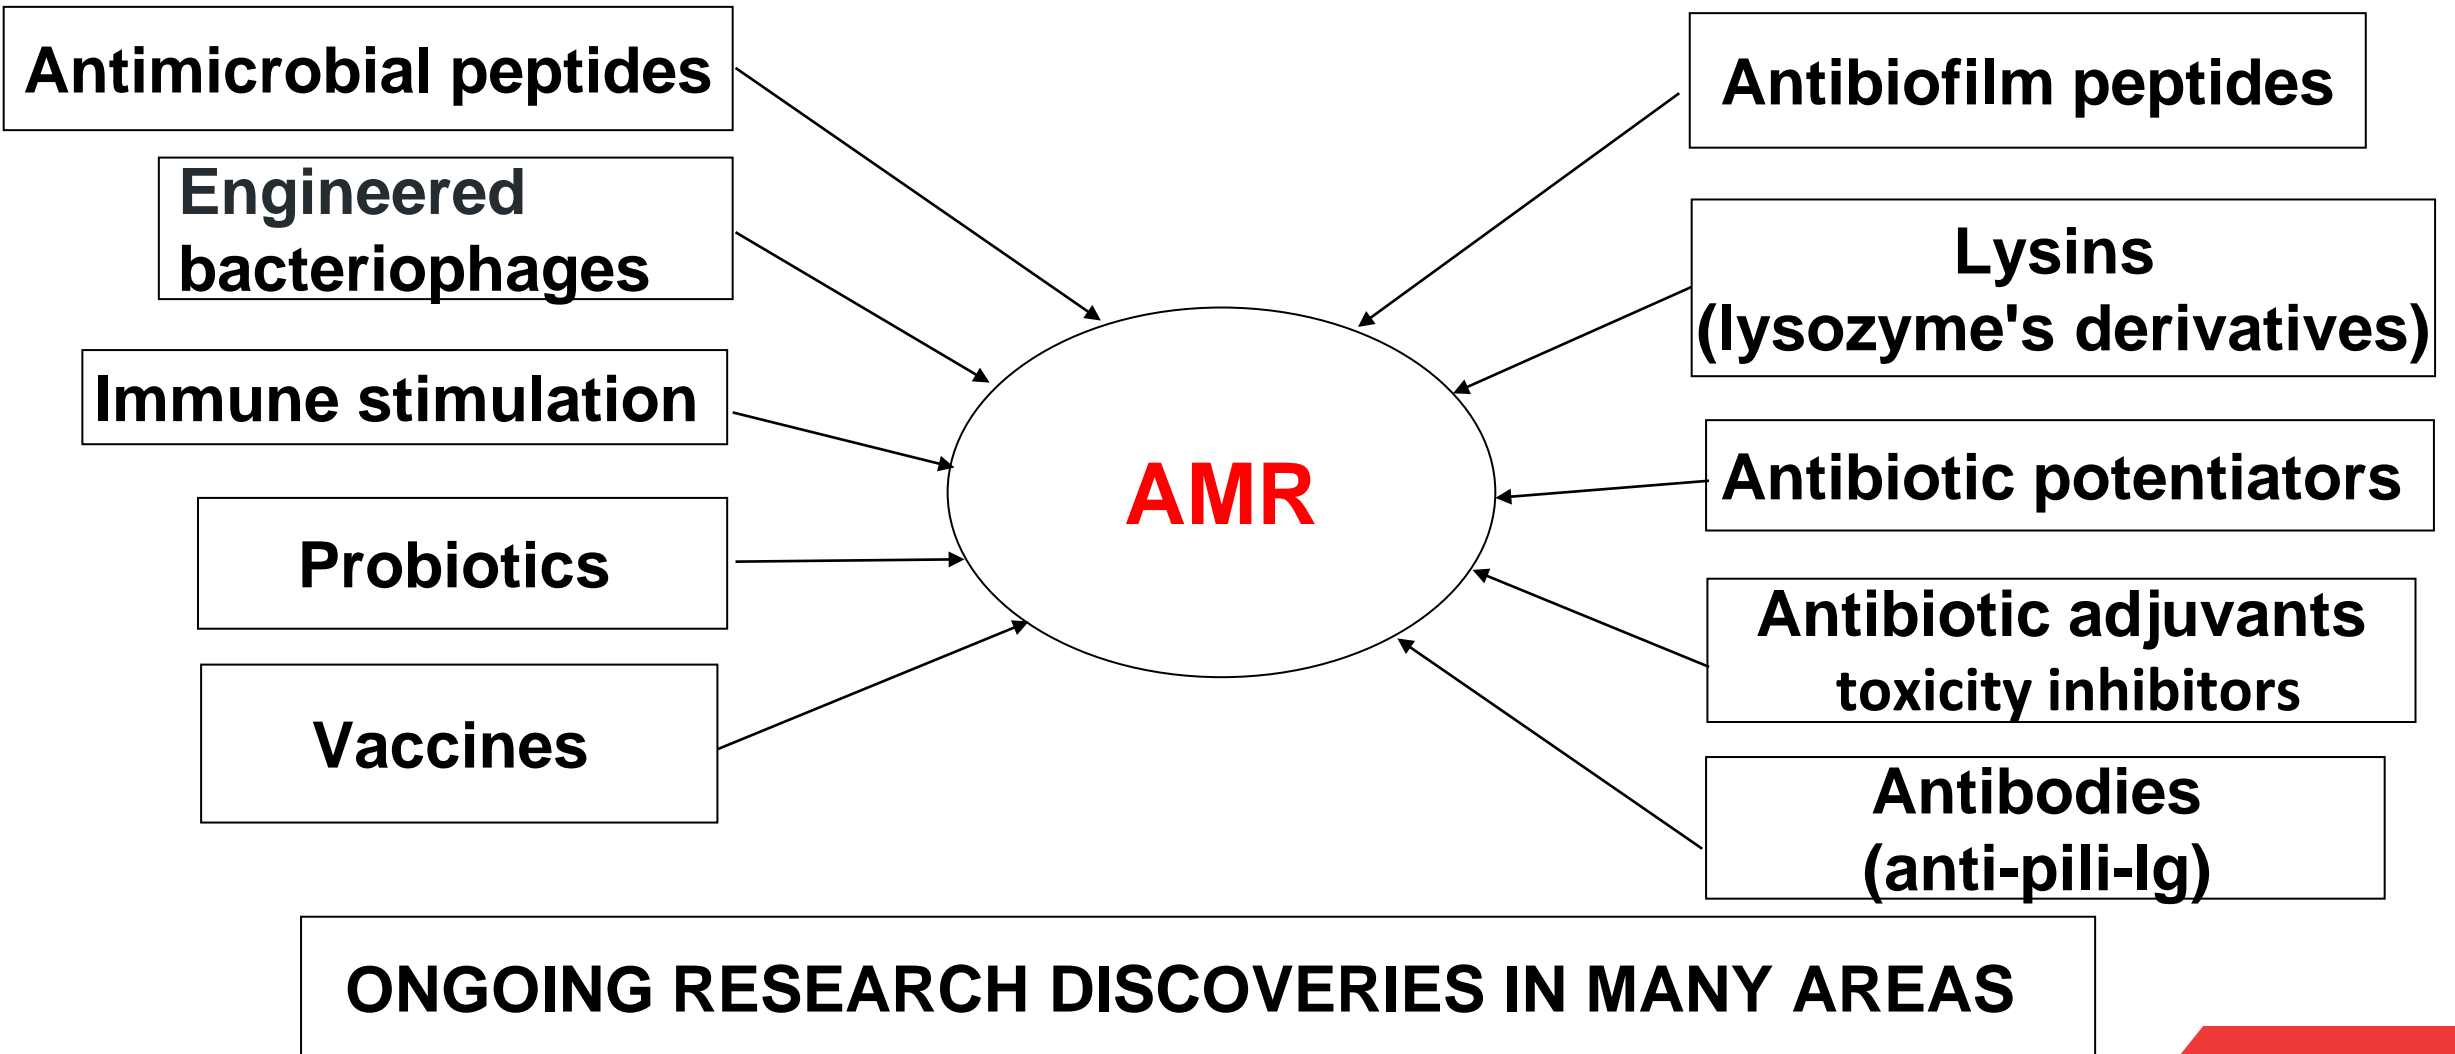 Antimicrobial peptides
Engineered
bacteriophages
Immune stimulation
Probiotics
Vaccines
AMR
Antibiofilm peptides
Lysins
(lysozyme's derivatives)
Antibiotic potentiators
Antibiotic adjuvants
toxicity inhibitors
Antibodies
(anti-pili-Ig)
ONGOING RESEARCH DISCOVERIES IN MANY AREAS